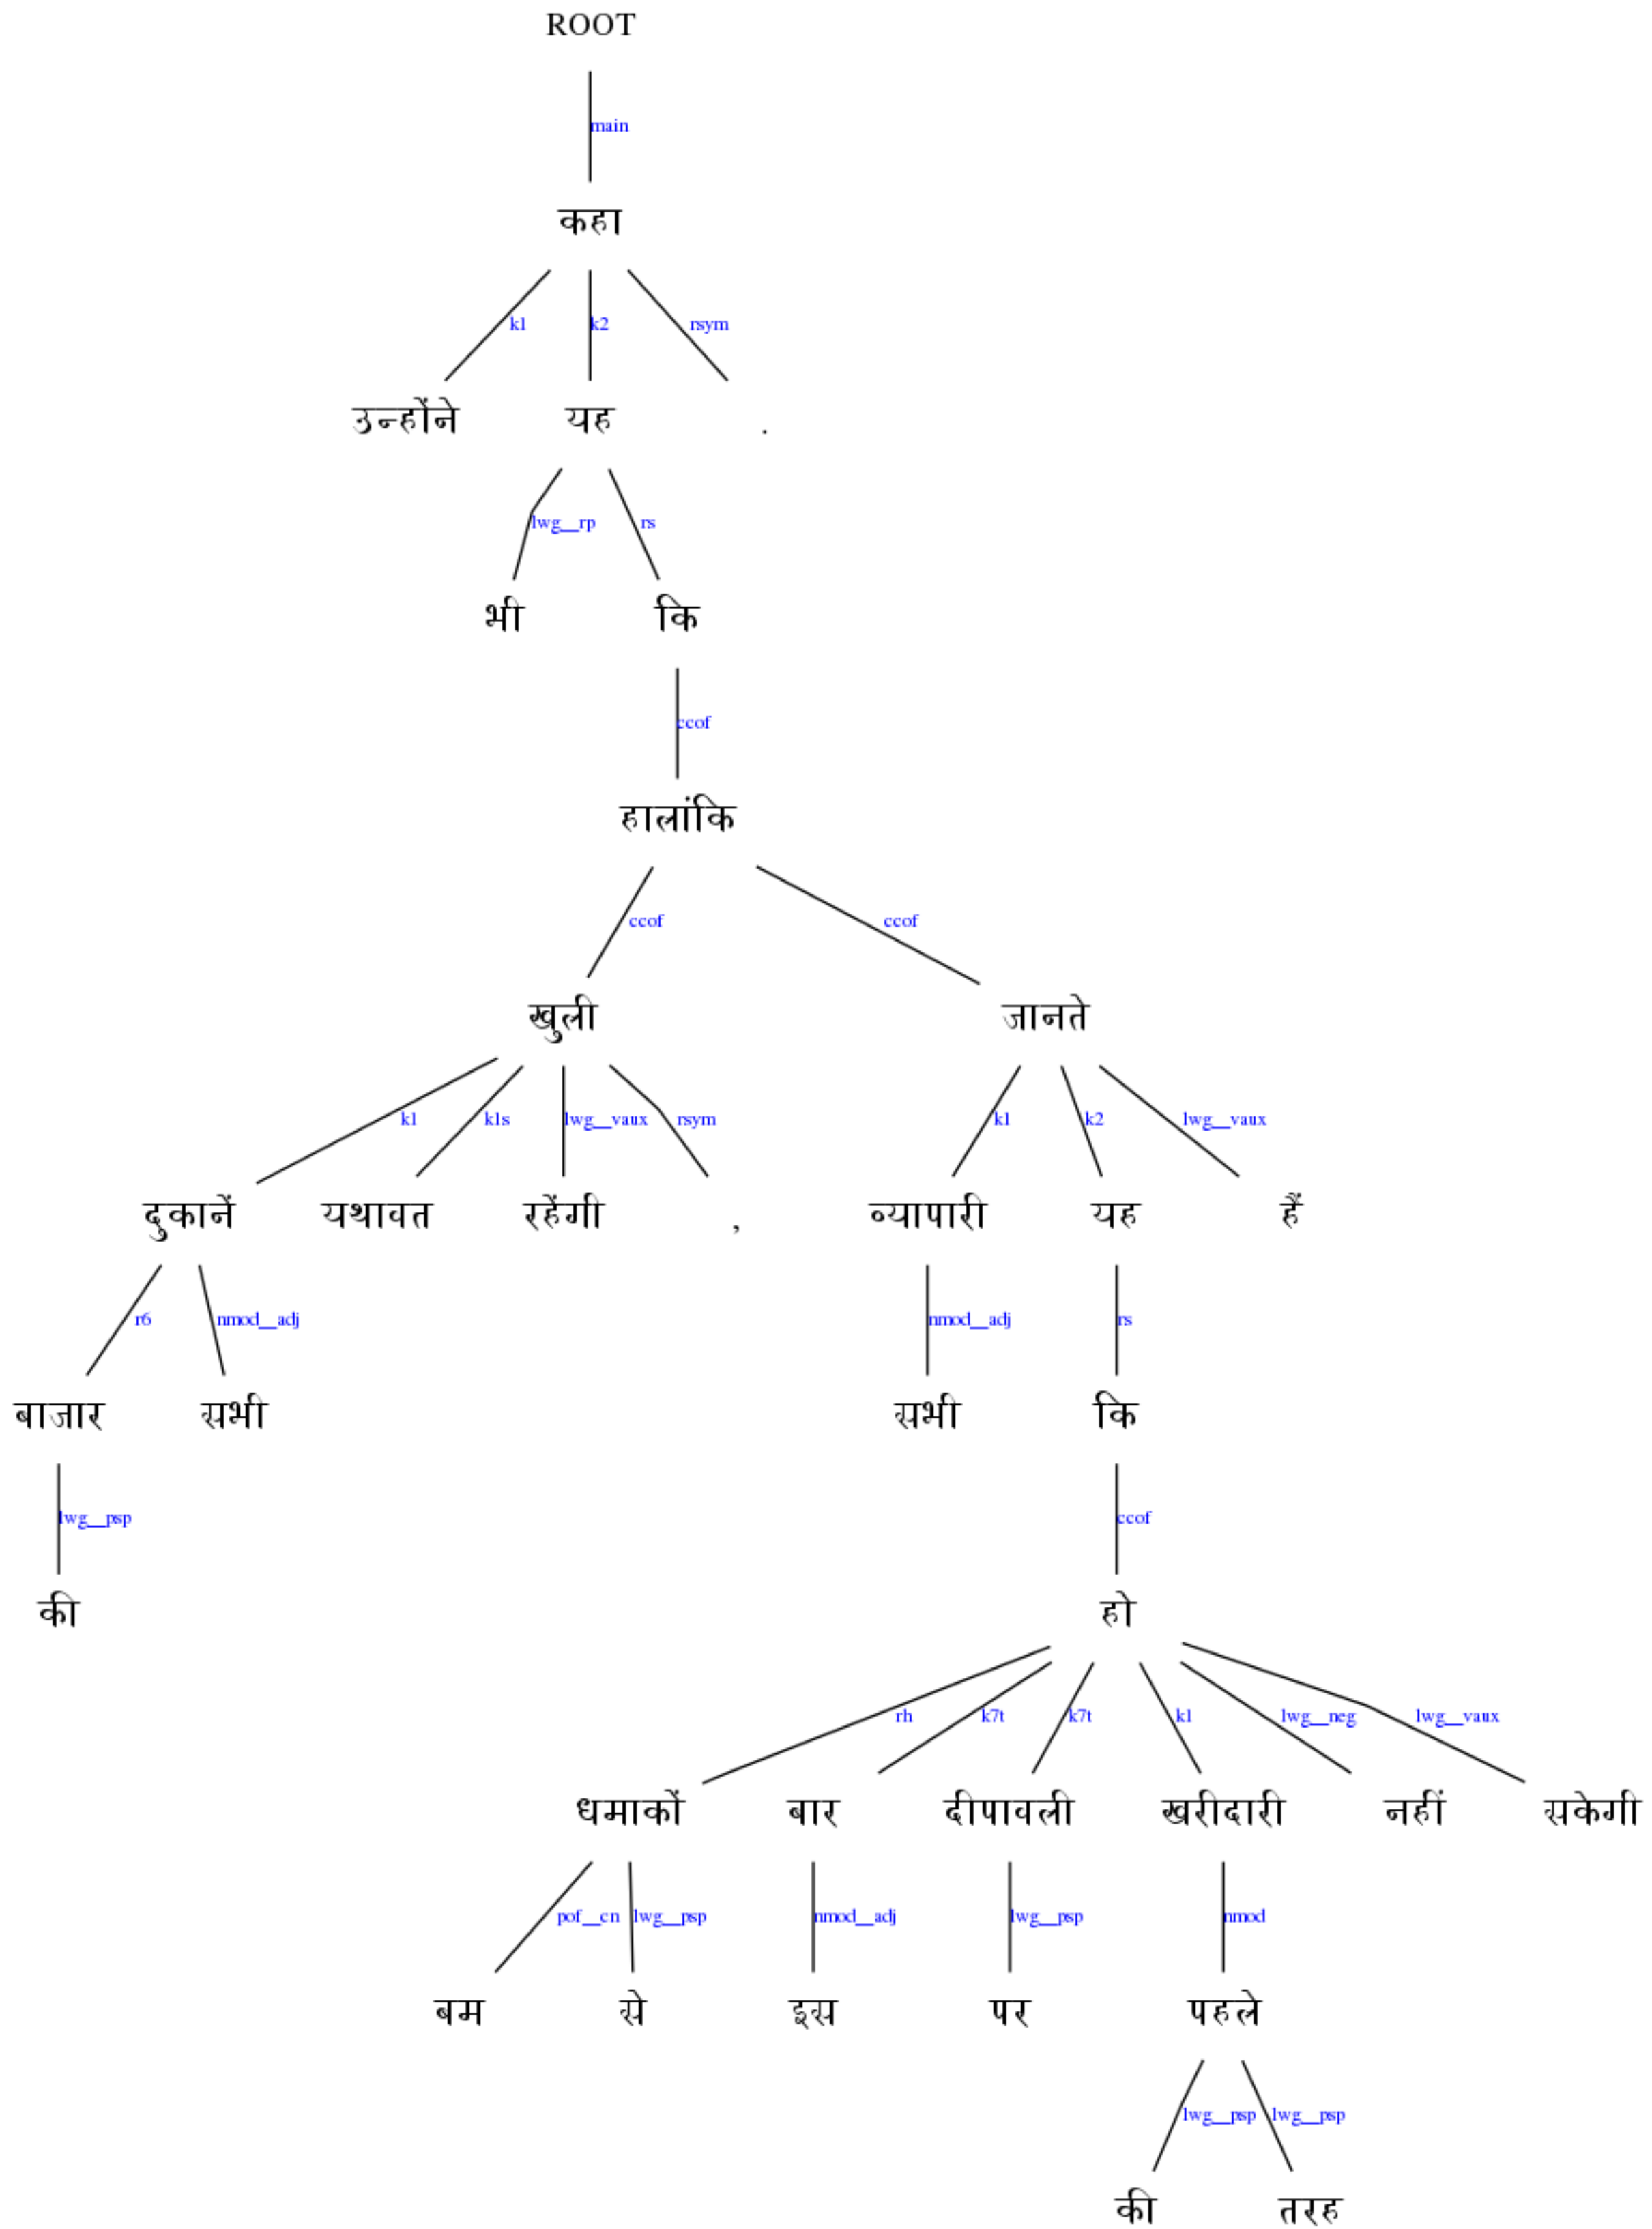 ROOT
main
कहा
k1 k2 rsym
उन्होंने यह .
lwg__rp rs
भी कि
ccof
हालांकि
ccof ccof
खुली जानते
k1 k1s lwg__vaux rsym k1 k2 lwg__vaux
दुकानें यथावत रहेंगी , व्यापारी यह हैं
r6 nmod__adj nmod__adj rs
बाजार सभी सभी कि
lwg__psp ccof
की हो
rh k7t k7t k1 lwg__neg lwg__vaux
धमाकों बार दीपावली खरीदारी नहीं सकेगी
pof__cn lwg__psp nmod__adj lwg__psp nmod
बम से इस पर पहले
lwg__psp lwg__psp
की तरह